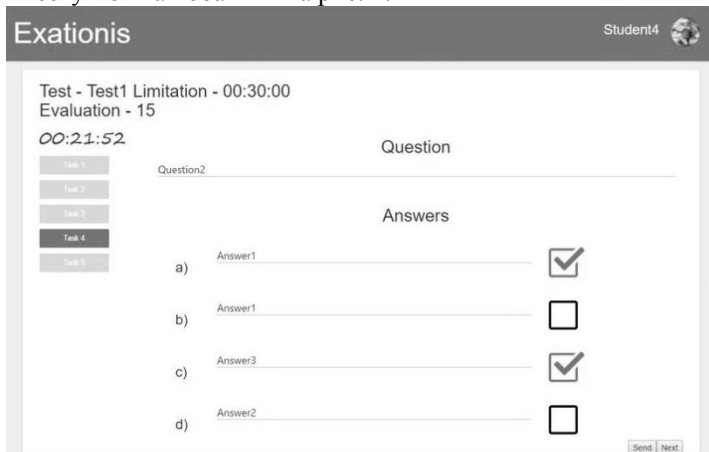 Exationis
Student4
Test - Test1 Limitation - 00:30:00
Evaluation - 15
00:21:52
Task 1
Task 2
Task 3
Task 4
Task 5
Question
Question2
Answers
a) Answer1
b) Answer1
c) Answer3
d) Answer2
Send Next